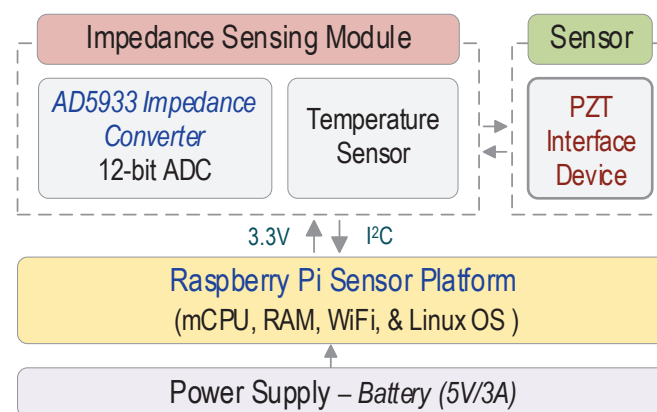 Impedance Sensing Module
Sensor
AD5933 Impedance
Converter
12-bit ADC
Temperature
Sensor
PZT
Interface
Device
3.3V
I²C
Raspberry Pi Sensor Platform
(mCPU, RAM, WiFi, & Linux OS )
Power Supply – Battery (5V/3A)